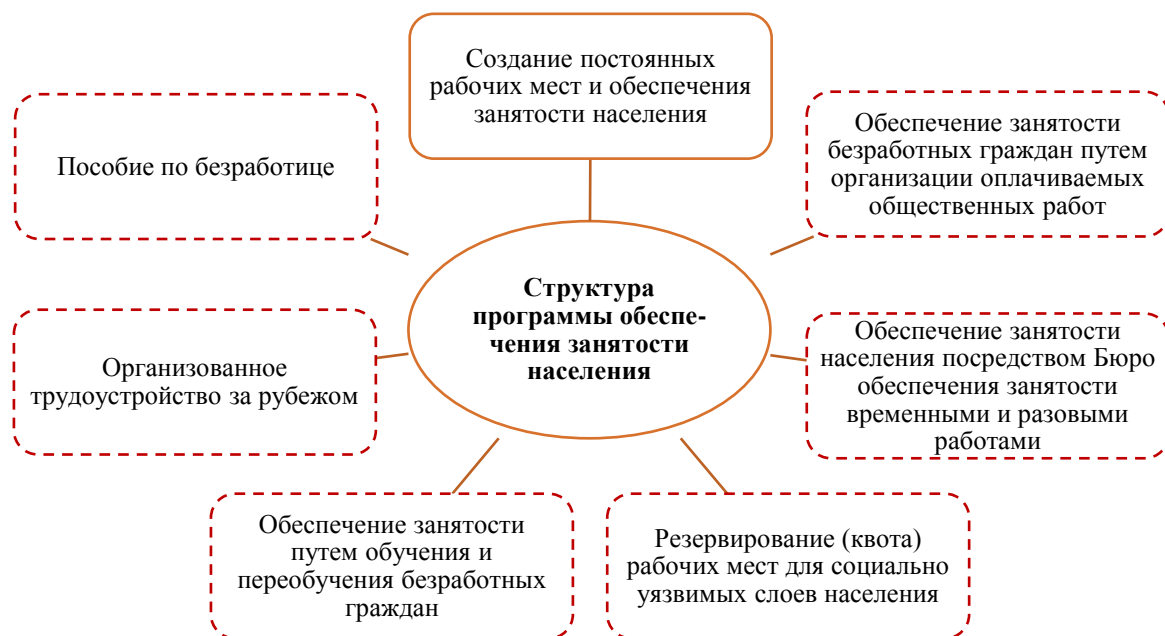 Создание постоянных
рабочих мест и обеспечения
занятости населения
Обеспечение занятости
безработных граждан путем
организации оплачиваемых
общественных работ
Обеспечение занятости
населения посредством Бюро
обеспечения занятости
временными и разовыми
работами
Резервирование (квота)
рабочих мест для социально
уязвимых слоев населения
Обеспечение занятости
путем обучения и
переобучения безработных
граждан
Организованное
трудоустройство за рубежом
Пособие по безработице
Структура
программы обеспе-
чения занятости
населения